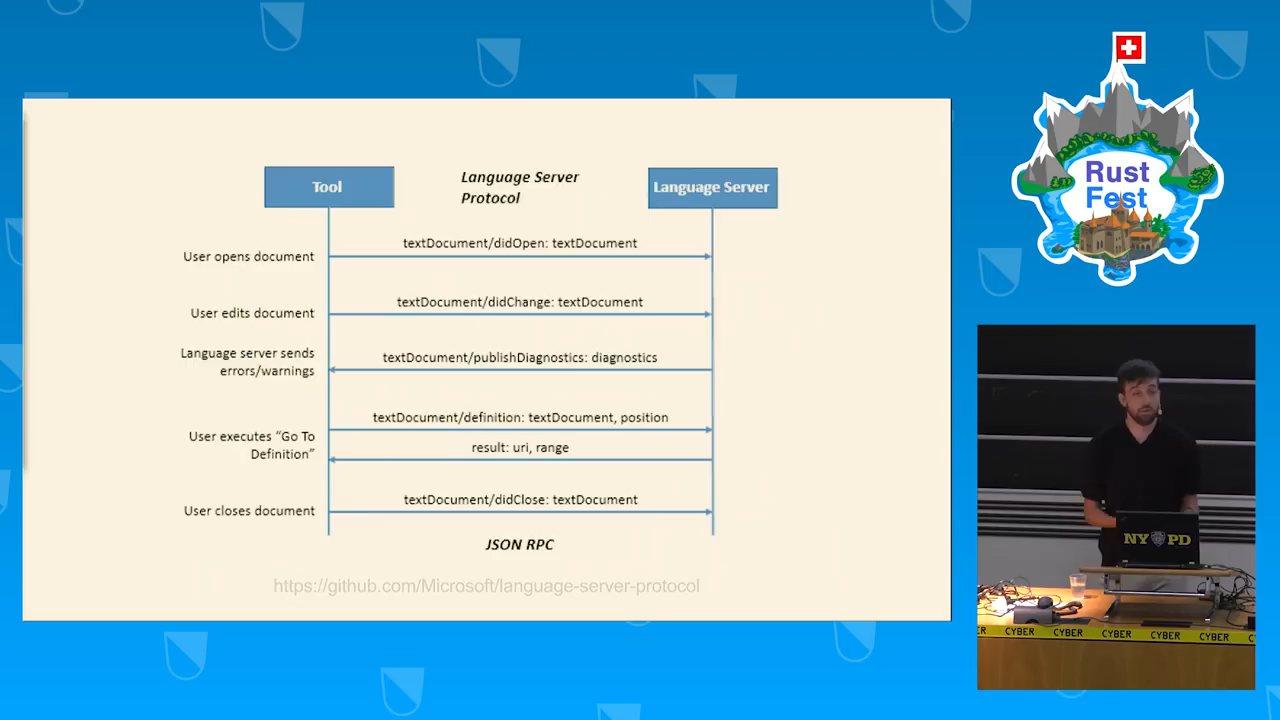 Tool
Language Server
Protocol
Language Server
textDocument/didOpen: textDocument
User opens document
textDocument/didChange: textDocument
User edits document
Language server sends
errors/warnings
textDocument/publishDiagnostics: diagnostics
textDocument/definition: textDocument, position
User executes "Go To
Definition"
result: uri, range
textDocument/didClose: textDocument
User closes document
JSON RPC
https://github.com/Microsoft/language-server-protocol
Rust
Fest
NYPD
CYBER CYBER CYBER CYBER CYBER